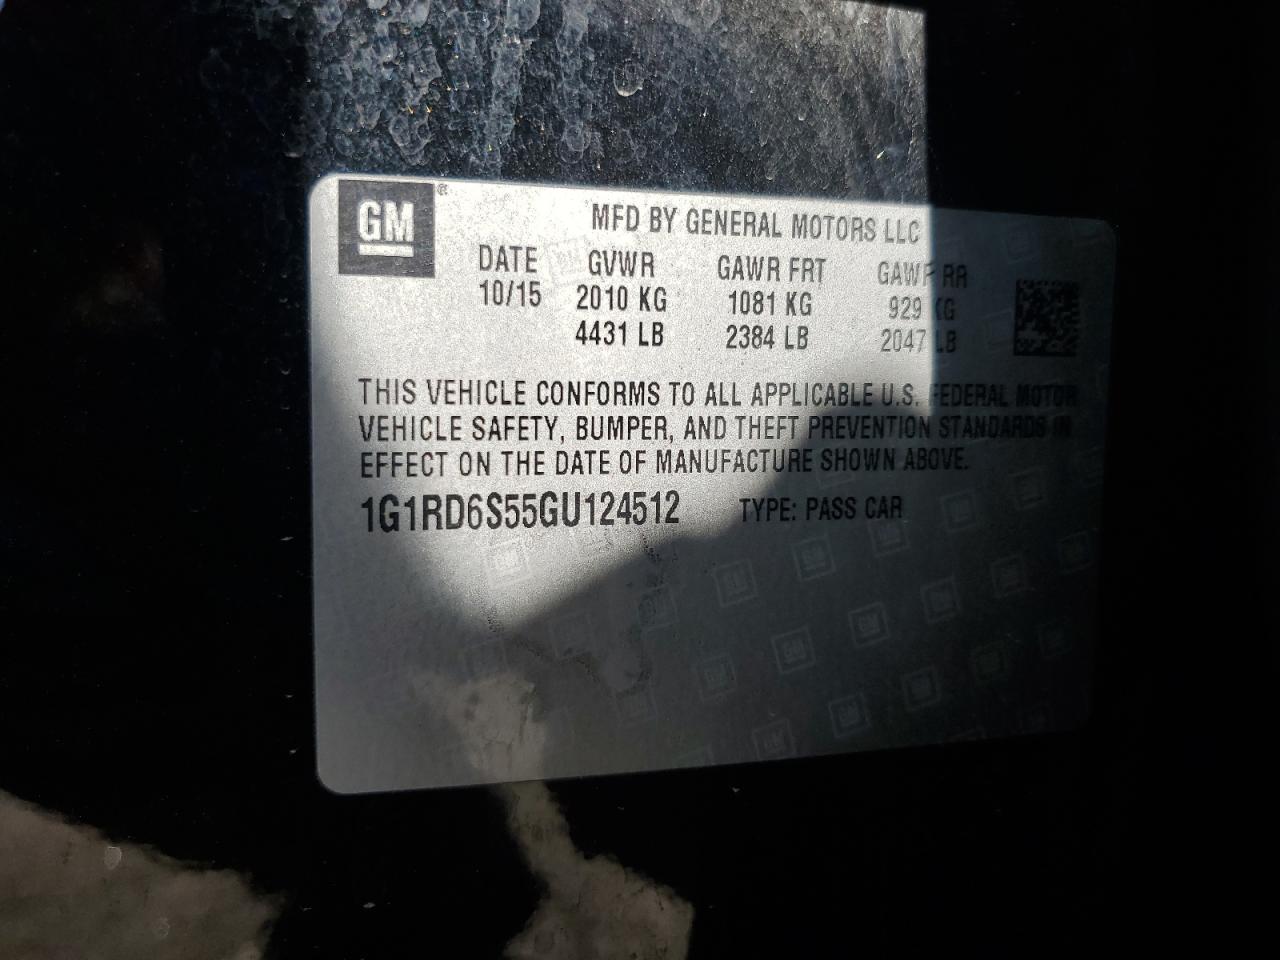 GM ®
MFD BY GENERAL MOTORS LLC
DATE GVWR GAWR FRT GAWR RR
10/15 2010 KG 1081 KG 929 KG
4431 LB 2384 LB 2047 LB
THIS VEHICLE CONFORMS TO ALL APPLICABLE U.S. FEDERAL MOTOR
VEHICLE SAFETY, BUMPER, AND THEFT PREVENTION STANDARDS IN
EFFECT ON THE DATE OF MANUFACTURE SHOWN ABOVE.
1G1RD6S55GU124512 TYPE: PASS CAR